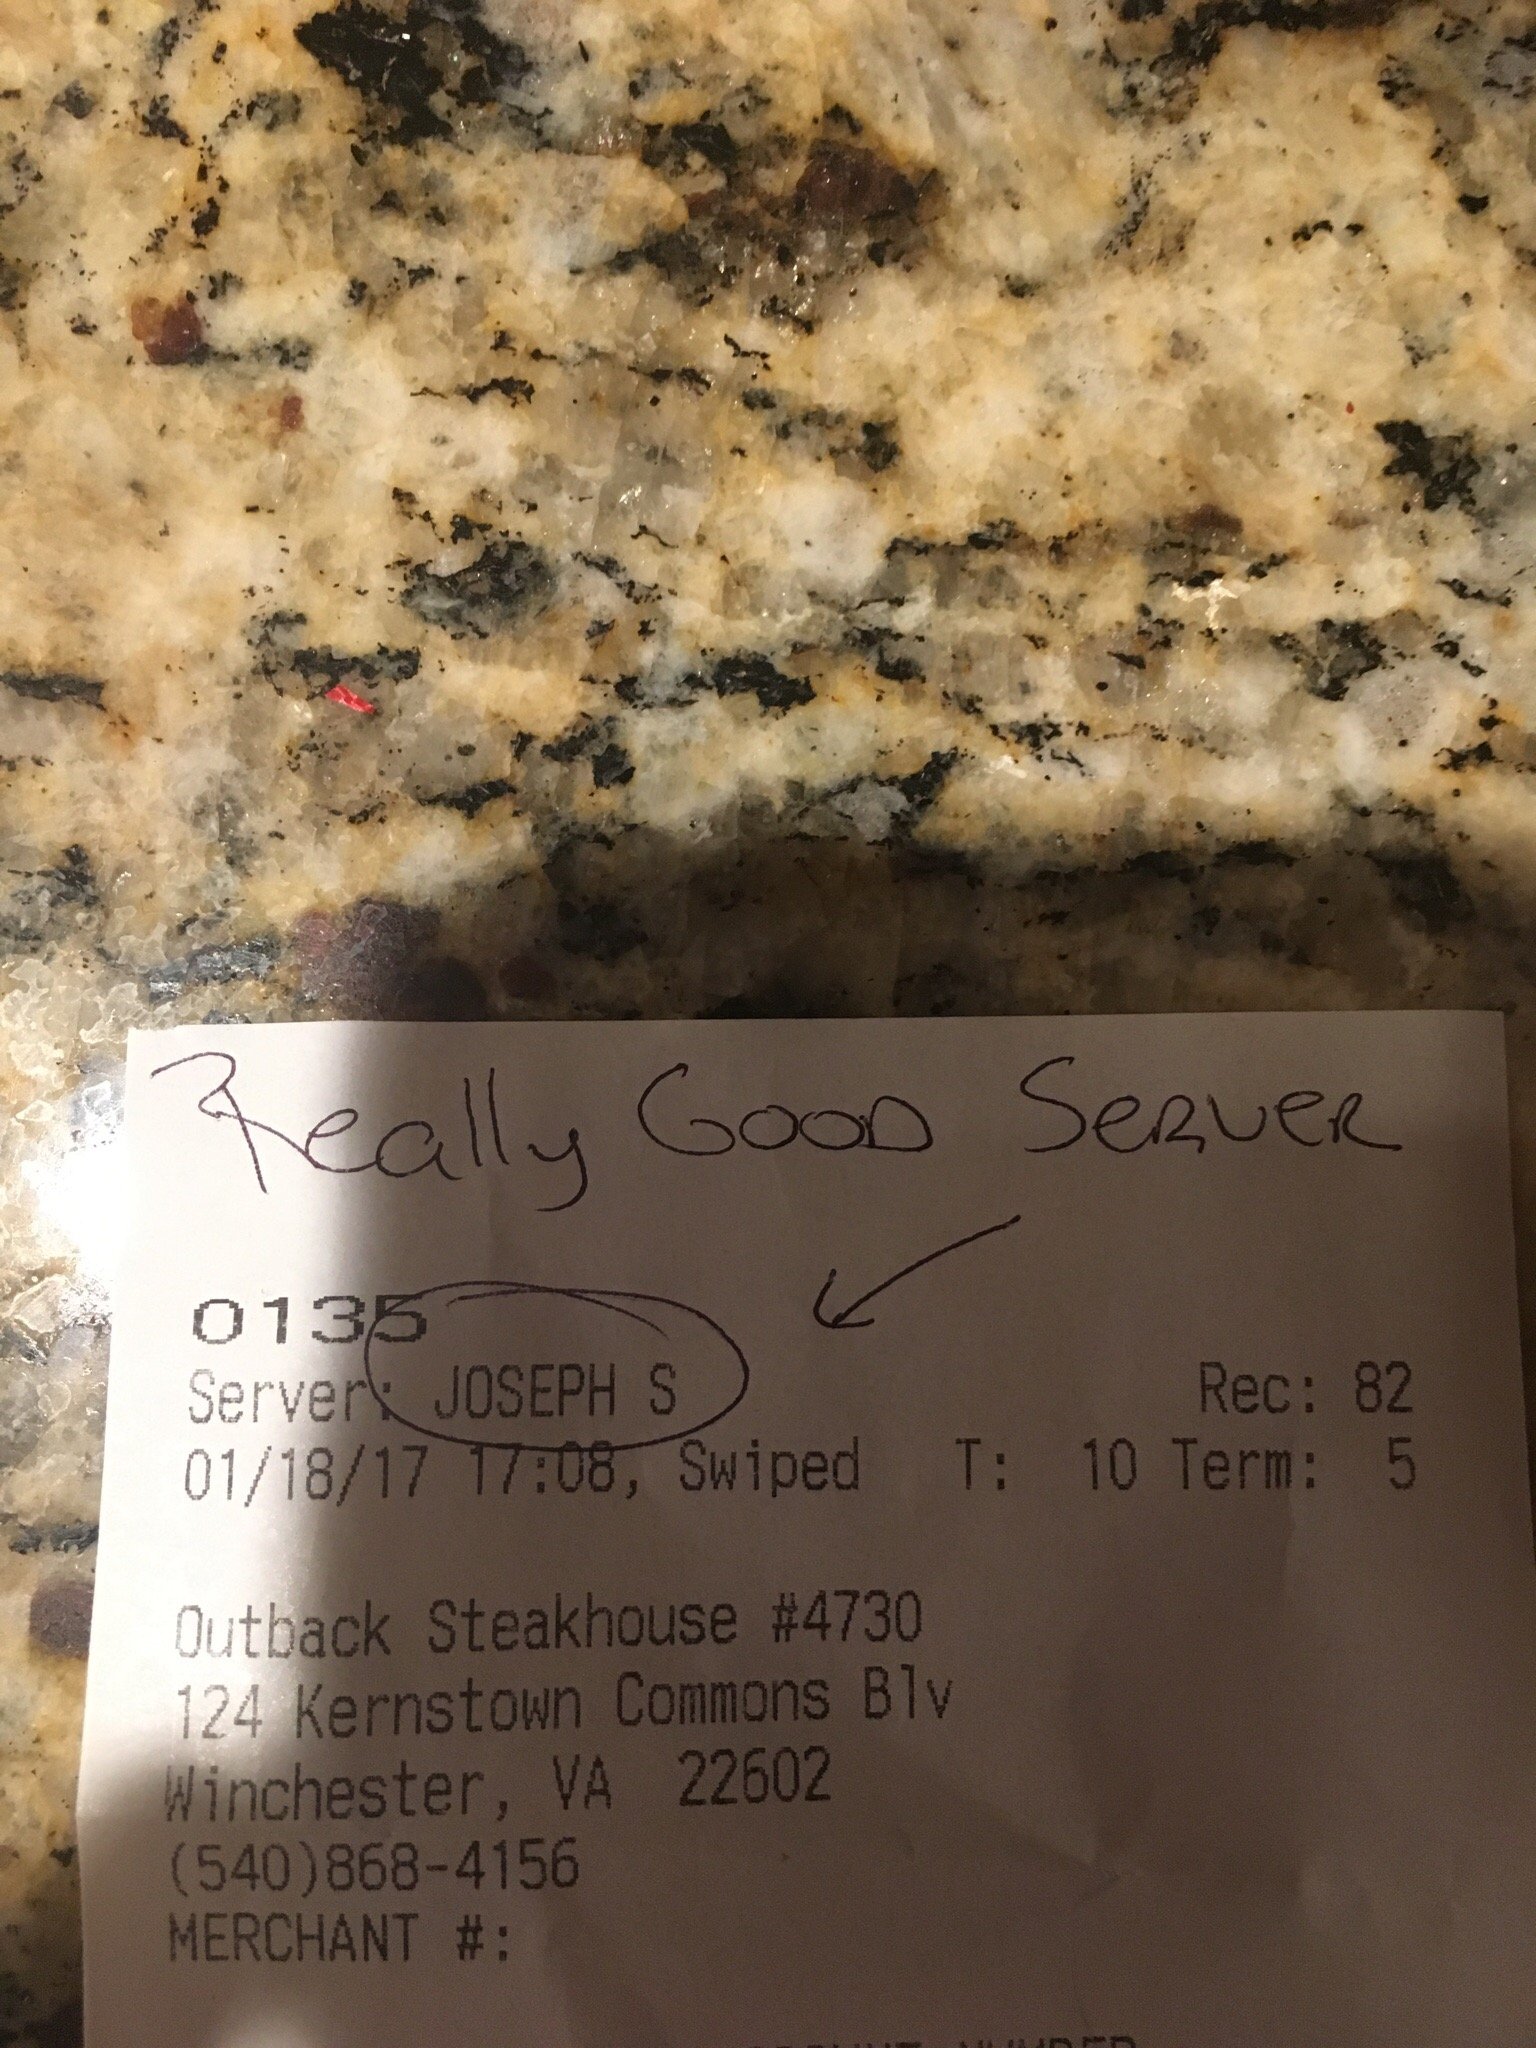 Really Good Server
0135
Server: JOSEPH S Rec: 82
01/18/17 17:08, Swiped T: 10 Term: 5
Outback Steakhouse #4730
124 Kernstown Commons Blv
Winchester, VA 22602
(540)868-4156
MERCHANT #: